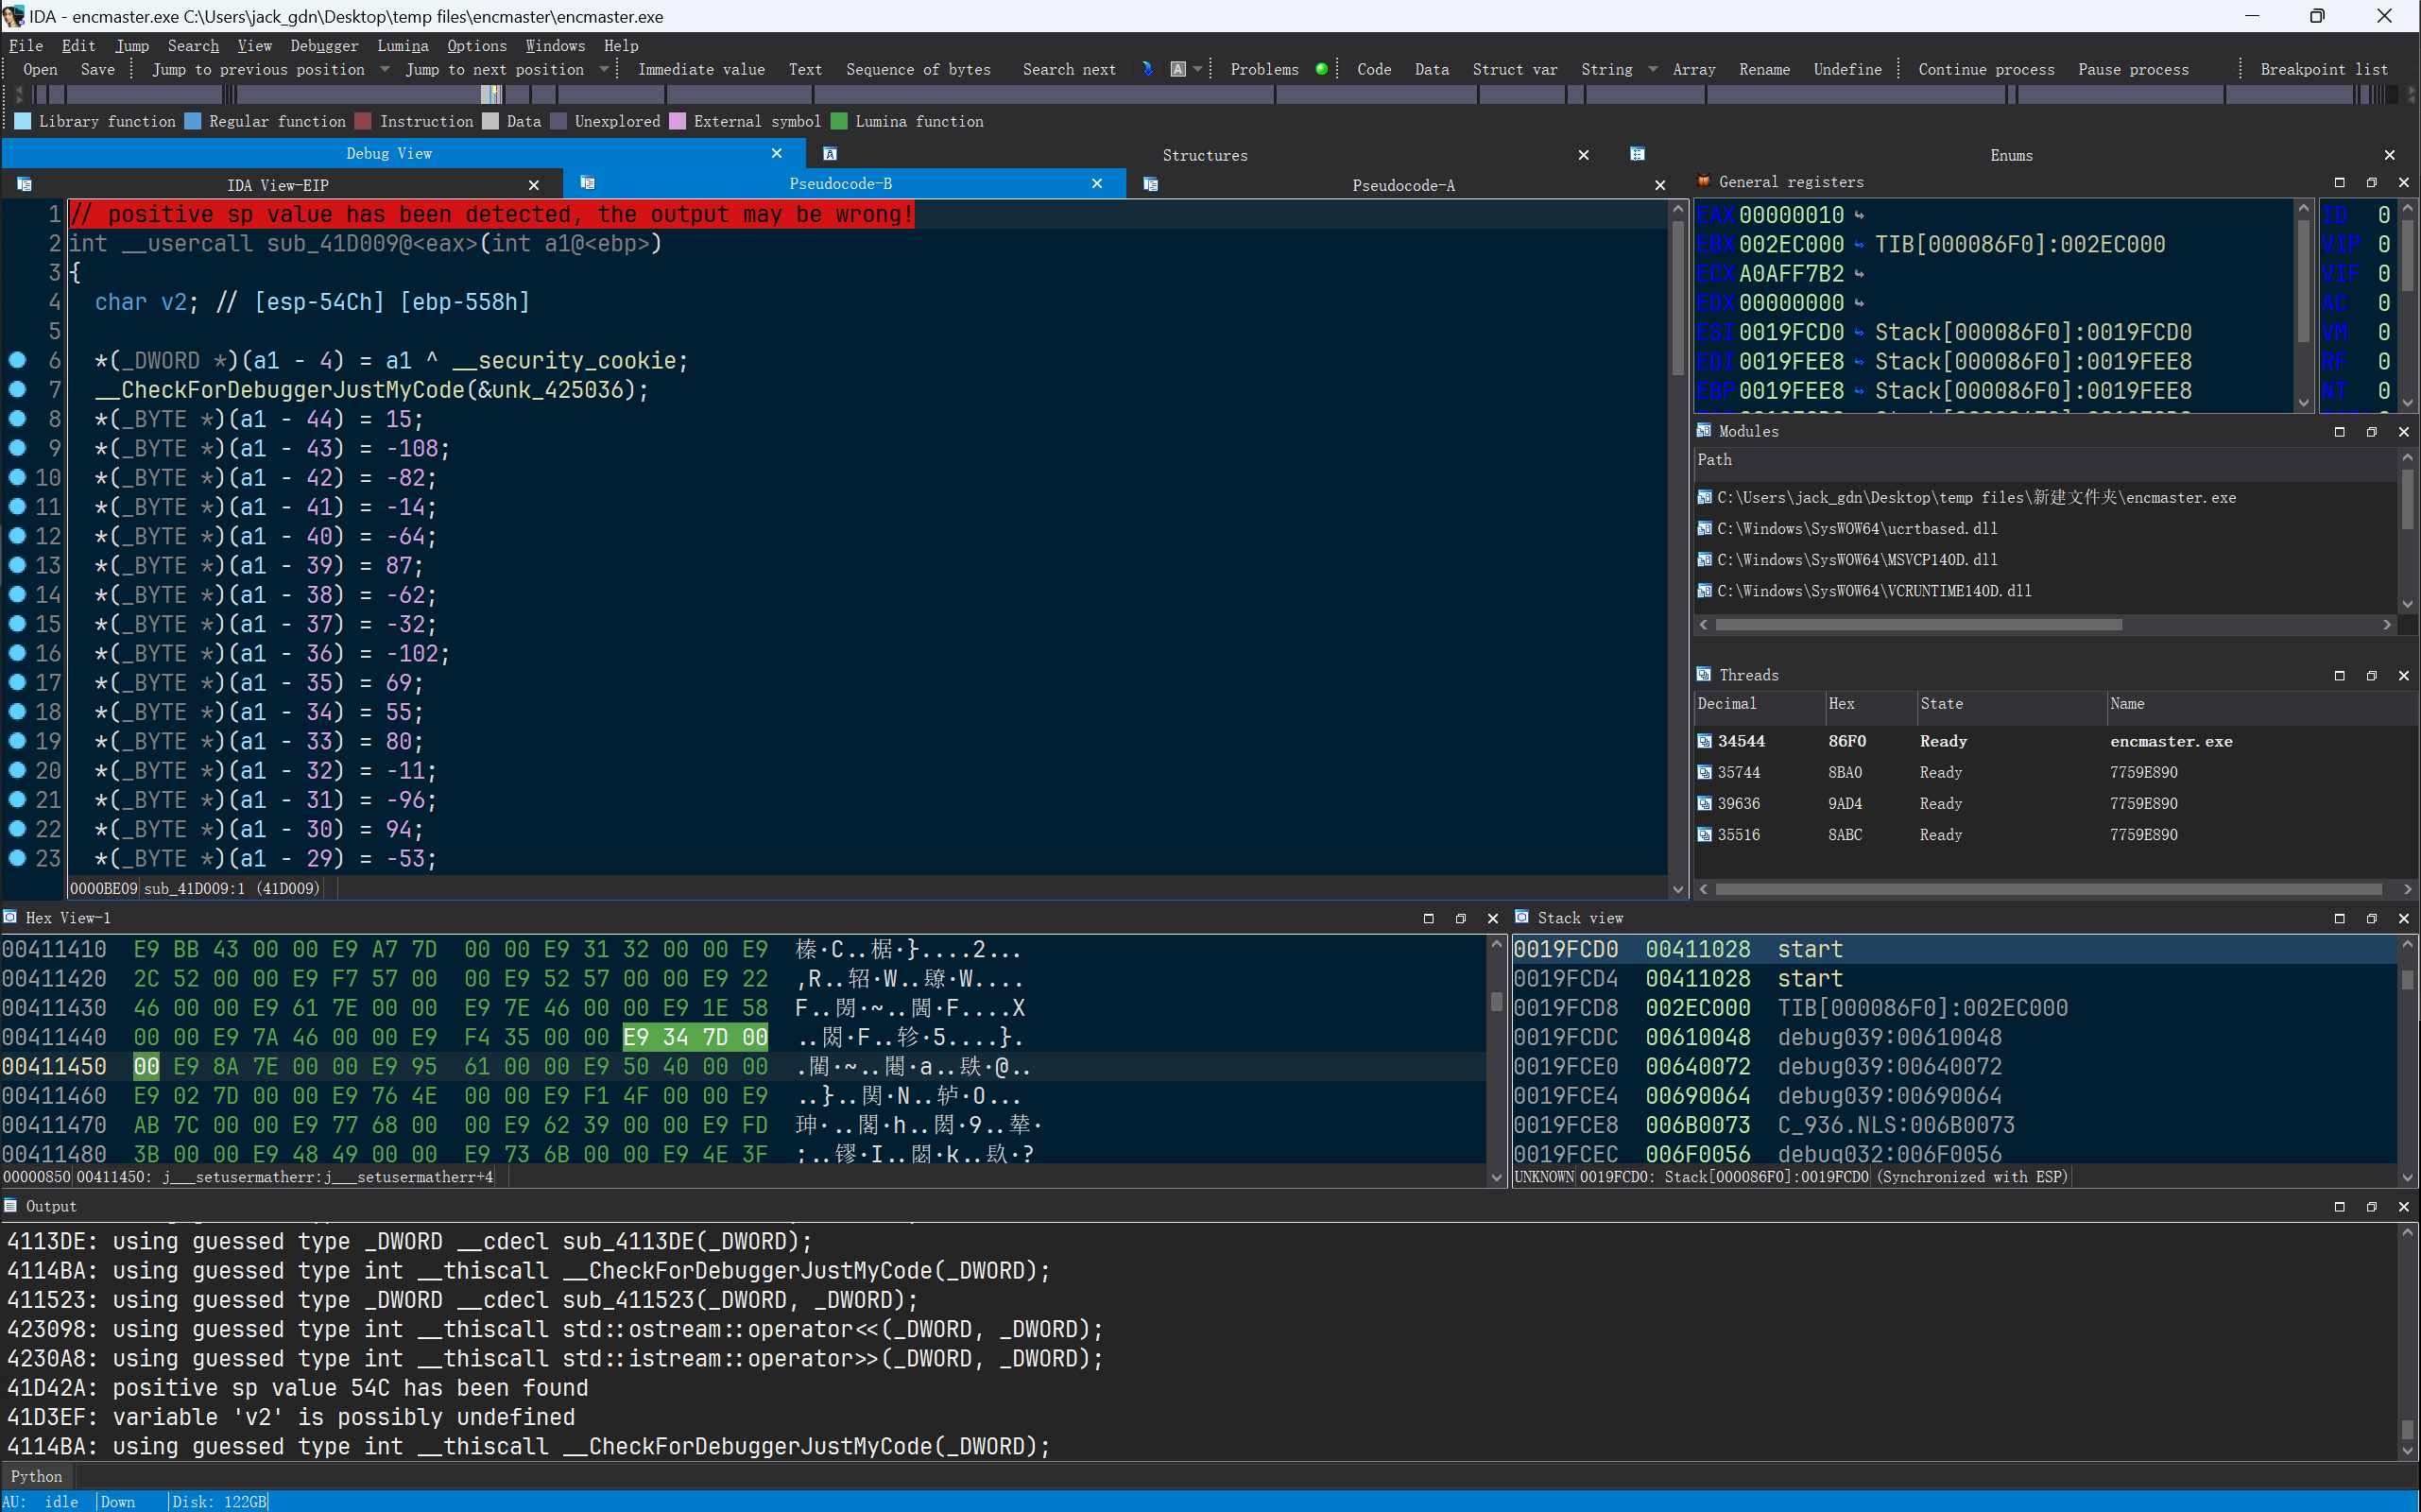 IDA - encmaster.exe C:\Users\jack_gdn\Desktop\temp files\encmaster\encmaster.exe
File Edit Jump Search View Debugger Lumina Options Windows Help
Open Save Jump to previous position Jump to next position Immediate value Text Sequence of bytes Search next Problems Code Data Struct var String Array Rename Undefine Continue process Pause process Breakpoint list
Library function Regular function Instruction Data Unexplored External symbol Lumina function
Debug View Structures Enums
IDA View-EIP Pseudocode-B Pseudocode-A
1 // positive sp value has been detected, the output may be wrong!
2 int __usercall sub_41D009@<eax>(int a1@<ebp>)
3 {
4 char v2; // [esp-54Ch] [ebp-558h]
5
6 *(_DWORD *)(a1 - 4) = a1 ^ __security_cookie;
7 __CheckForDebuggerJustMyCode(&unk_425036);
8 *(_BYTE *)(a1 - 44) = 15;
9 *(_BYTE *)(a1 - 43) = -108;
10 *(_BYTE *)(a1 - 42) = -82;
11 *(_BYTE *)(a1 - 41) = -14;
12 *(_BYTE *)(a1 - 40) = -64;
13 *(_BYTE *)(a1 - 39) = 87;
14 *(_BYTE *)(a1 - 38) = -62;
15 *(_BYTE *)(a1 - 37) = -32;
16 *(_BYTE *)(a1 - 36) = -102;
17 *(_BYTE *)(a1 - 35) = 69;
18 *(_BYTE *)(a1 - 34) = 55;
19 *(_BYTE *)(a1 - 33) = 80;
20 *(_BYTE *)(a1 - 32) = -11;
21 *(_BYTE *)(a1 - 31) = -96;
22 *(_BYTE *)(a1 - 30) = 94;
23 *(_BYTE *)(a1 - 29) = -53;
0000BE09 sub_41D009:1 (41D009)
General registers
EAX 00000010
EBX 002EC000 TIB[000086F0]:002EC000
ECX A0AFF7B2
EDX 00000000
ESI 0019FCD0 Stack[000086F0]:0019FCD0
EDI 0019FEE8 Stack[000086F0]:0019FEE8
EBP 0019FEE8 Stack[000086F0]:0019FEE8
ID 0
VIP 0
VIF 0
AC 0
VM 0
RF 0
NT 0
Modules
Path
C:\Users\jack_gdn\Desktop\temp files\新建文件夹\encmaster.exe
C:\Windows\SysWOW64\ucrtbased.dll
C:\Windows\SysWOW64\MSVCP140D.dll
C:\Windows\SysWOW64\VCRUNTIME140D.dll
Threads
Decimal Hex State Name
34544 86F0 Ready encmaster.exe
35744 8BA0 Ready 7759E890
39636 9AD4 Ready 7759E890
35516 8ABC Ready 7759E890
Hex View-1
00411410 E9 BB 43 00 00 E9 A7 7D 00 00 E9 31 32 00 00 E9
00411420 2C 52 00 00 E9 F7 57 00 00 E9 52 57 00 00 E9 22
00411430 46 00 00 E9 61 7E 00 00 E9 7E 46 00 00 E9 1E 58
00411440 00 00 E9 7A 46 00 00 E9 F4 35 00 00 E9 34 7D 00
00411450 00 E9 8A 7E 00 00 E9 95 61 00 00 E9 50 40 00 00
00411460 E9 02 7D 00 00 E9 76 4E 00 00 E9 F1 4F 00 00 E9
00411470 AB 7C 00 00 E9 77 68 00 00 E9 62 39 00 00 E9 FD
00411480 3B 00 00 E9 48 49 00 00 E9 73 6B 00 00 E9 4E 3F
00000850 00411450: j___setusermatherr:j___setusermatherr+4
Stack view
0019FCD0 00411028 start
0019FCD4 00411028 start
0019FCD8 002EC000 TIB[000086F0]:002EC000
0019FCDC 00610048 debug039:00610048
0019FCE0 00640072 debug039:00640072
0019FCE4 00690064 debug039:00690064
0019FCE8 006B0073 C_936.NLS:006B0073
0019FCEC 006F0056 debug032:006F0056
UNKNOWN 0019FCD0: Stack[000086F0]:0019FCD0 (Synchronized with ESP)
Output
4113DE: using guessed type _DWORD __cdecl sub_4113DE(_DWORD);
4114BA: using guessed type int __thiscall __CheckForDebuggerJustMyCode(_DWORD);
411523: using guessed type _DWORD __cdecl sub_411523(_DWORD, _DWORD);
423098: using guessed type int __thiscall std::ostream::operator<<(_DWORD, _DWORD);
4230A8: using guessed type int __thiscall std::istream::operator>>(_DWORD, _DWORD);
41D42A: positive sp value 54C has been found
41D3EF: variable 'v2' is possibly undefined
4114BA: using guessed type int __thiscall __CheckForDebuggerJustMyCode(_DWORD);
Python
AU: idle Down Disk: 122GB